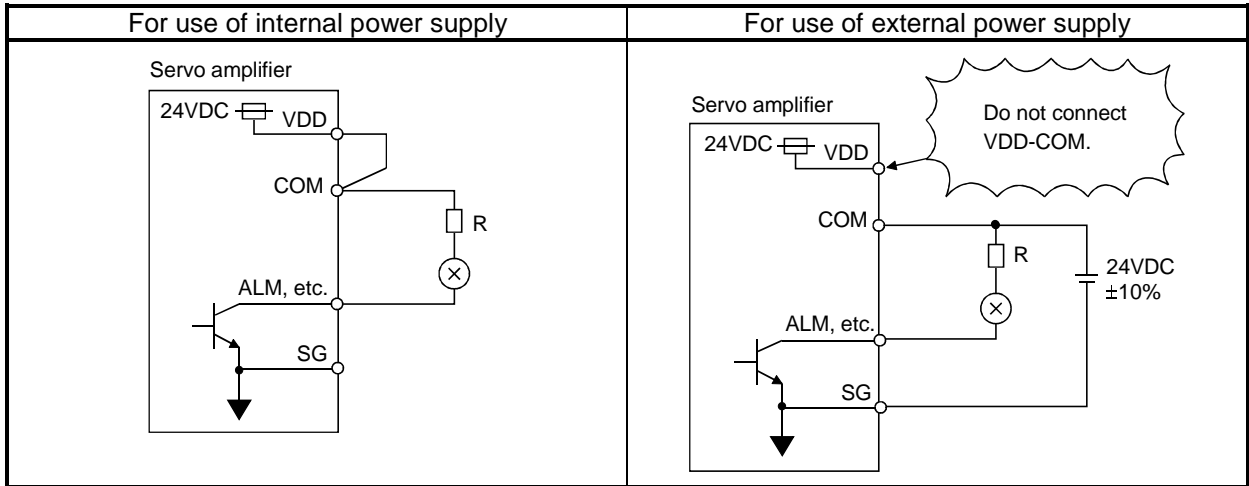 For use of internal power supply
Servo amplifier
24VDC
VDD
COM
R
ALM, etc.
SG
For use of external power supply
Servo amplifier
Do not connect
VDD-COM.
24VDC
VDD
COM
R
24VDC
±10%
ALM, etc.
SG